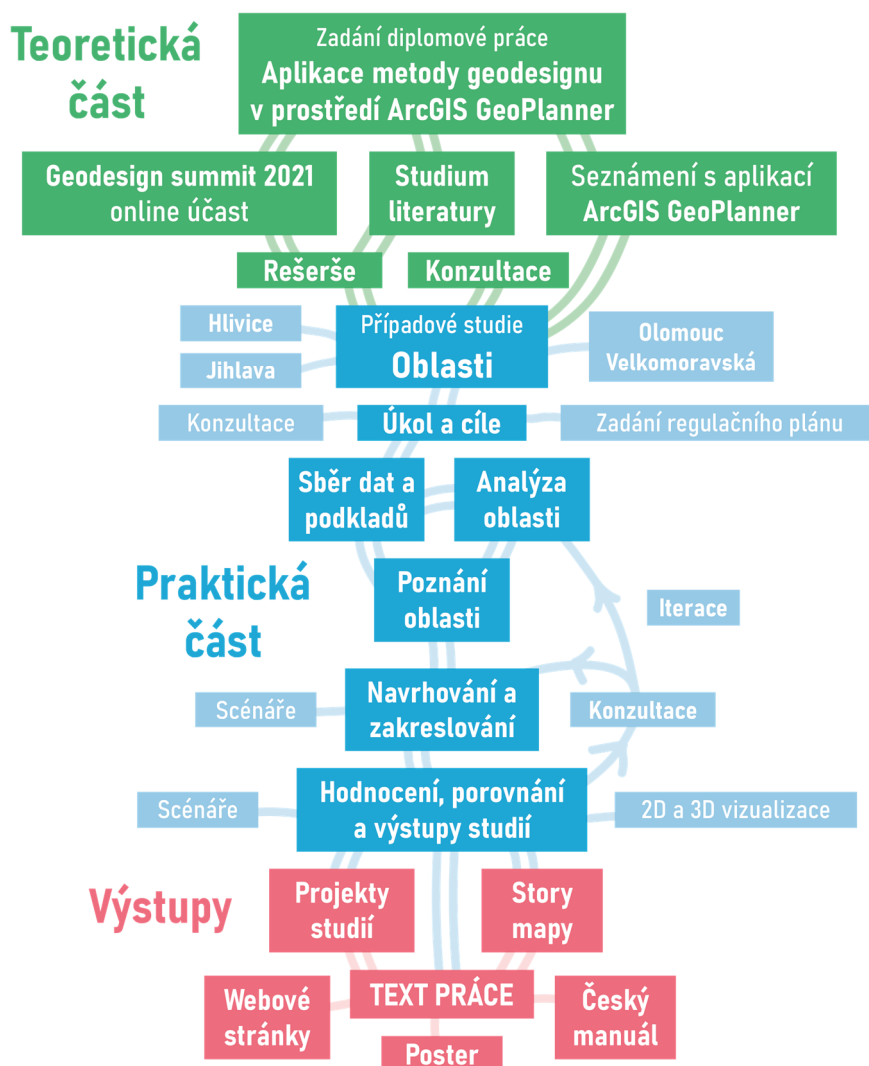 Teoretická
část
Zadání diplomové práce
Aplikace metody geodesignu
v prostředí ArcGIS GeoPlanner
Geodesign summit 2021
online účast
Studium
literatury
Seznámení s aplikací
ArcGIS GeoPlanner
Rešerše
Konzultace
Hlivice
Jihlava
Případové studie
Oblasti
Olomouc
Velkomoravská
Konzultace
Úkol a cíle
Zadání regulačního plánu
Sběr dat a
podkladů
Analýza
oblasti
Praktická
část
Poznání
oblasti
Iterace
Scénáře
Navrhování a
zakreslování
Konzultace
Scénáře
Hodnocení, porovnání
a výstupy studií
2D a 3D vizualizace
Výstupy
Projekty
studií
Story
mapy
Webové
stránky
TEXT PRÁCE
Český
manuál
Poster